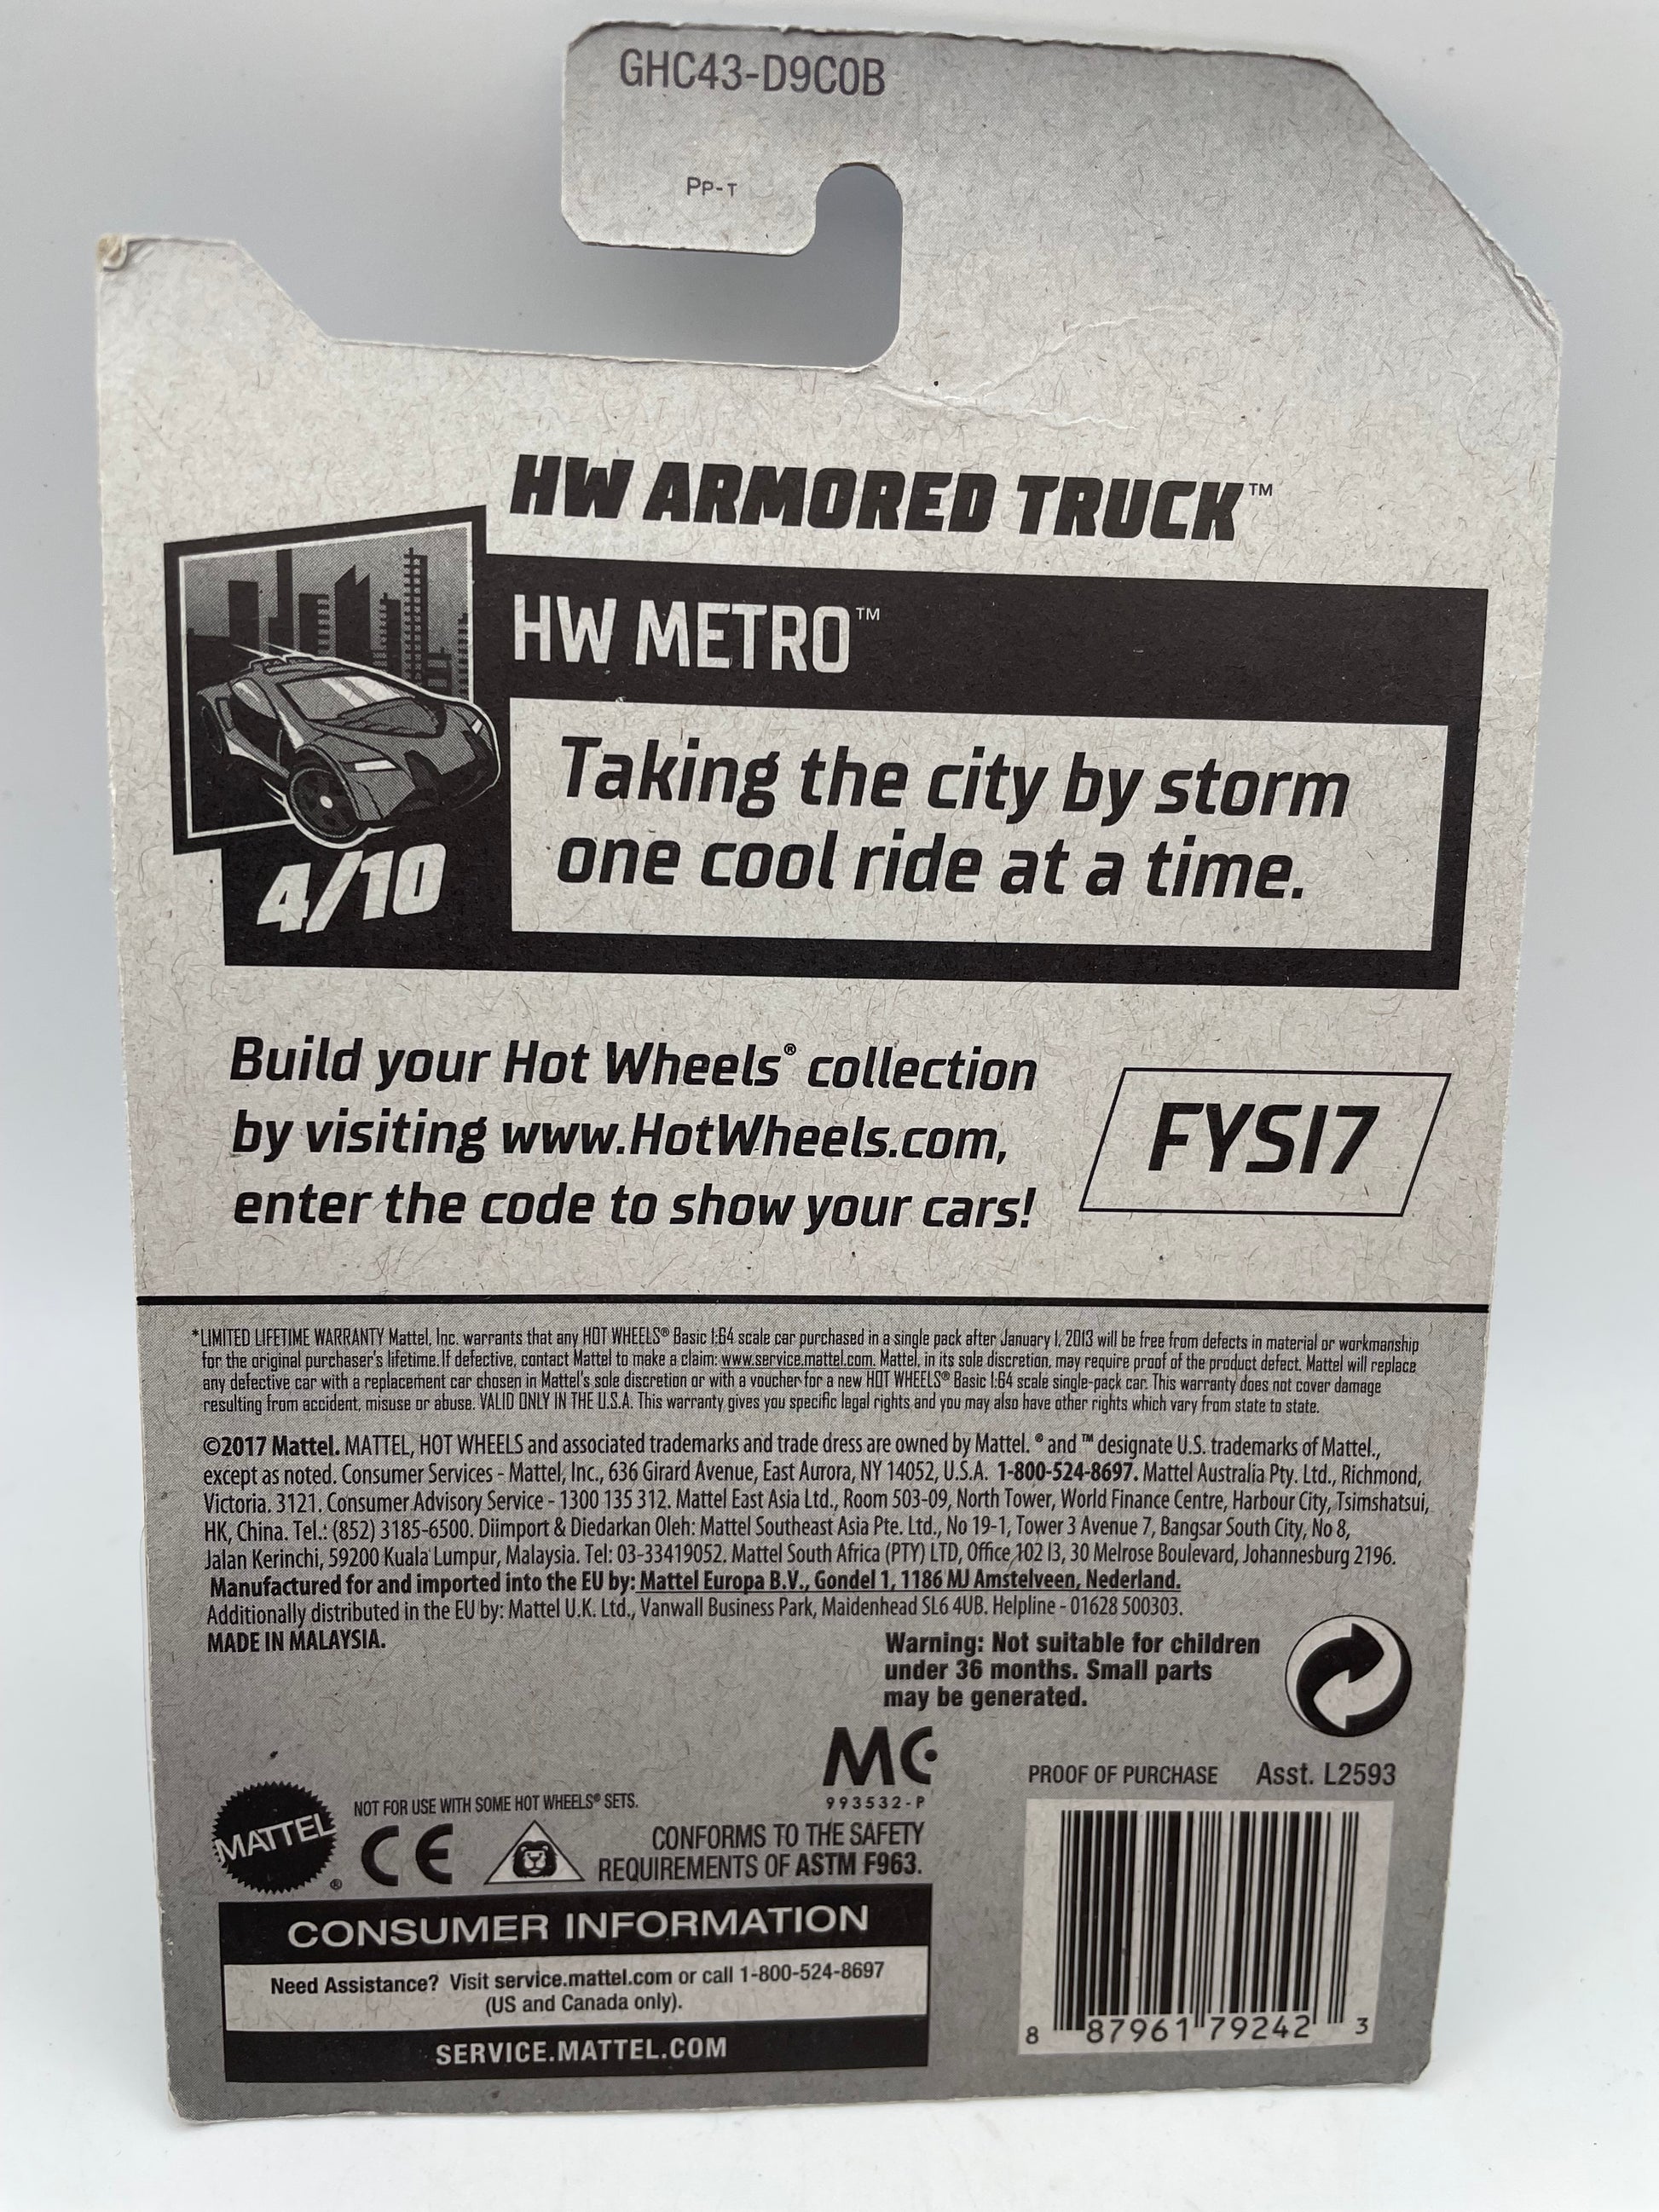 GHC43-D9C0B
PP-T
HW ARMORED TRUCK™
HW METRO™
Taking the city by storm
one cool ride at a time.
4/10
Build your Hot Wheels® collection
by visiting www.HotWheels.com,
enter the code to show your cars!
FYS17
*LIMITED LIFETIME WARRANTY Mattel, Inc. warrants that any HOT WHEELS® Basic 1:64 scale car purchased in a single pack after January 1, 2013 will be free from defects in material or workmanship
for the original purchaser's lifetime. If defective, contact Mattel to make a claim: www.service.mattel.com. Mattel, in its sole discretion, may require proof of the product defect. Mattel will replace
any defective car with a replacement car chosen in Mattel's sole discretion or with a voucher for a new HOT WHEELS® Basic 1:64 scale single-pack car. This warranty does not cover damage
resulting from accident, misuse or abuse. VALID ONLY IN THE U.S.A. This warranty gives you specific legal rights and you may also have other rights which vary from state to state.
©2017 Mattel. MATTEL, HOT WHEELS and associated trademarks and trade dress are owned by Mattel. ® and ™ designate U.S. trademarks of Mattel.,
except as noted. Consumer Services - Mattel, Inc., 636 Girard Avenue, East Aurora, NY 14052, U.S.A. 1-800-524-8697. Mattel Australia Pty. Ltd., Richmond,
Victoria. 3121. Consumer Advisory Service - 1300 135 312. Mattel East Asia Ltd., Room 503-09, North Tower, World Finance Centre, Harbour City, Tsimshatsui,
HK, China. Tel.: (852) 3185-6500. Diimport & Diedarkan Oleh: Mattel Southeast Asia Pte. Ltd., No 19-1, Tower 3 Avenue 7, Bangsar South City, No 8,
Jalan Kerinchi, 59200 Kuala Lumpur, Malaysia. Tel: 03-33419052. Mattel South Africa (PTY) LTD, Office 102 I3, 30 Melrose Boulevard, Johannesburg 2196.
Manufactured for and imported into the EU by: Mattel Europa B.V., Gondel 1, 1186 MJ Amstelveen, Nederland.
Additionally distributed in the EU by: Mattel U.K. Ltd., Vanwall Business Park, Maidenhead SL6 4UB. Helpline - 01628 500303.
MADE IN MALAYSIA.
Warning: Not suitable for children
under 36 months. Small parts
may be generated.
MC
993532-P
PROOF OF PURCHASE Asst. L2593
MATTEL®
NOT FOR USE WITH SOME HOT WHEELS® SETS.
CE
CONFORMS TO THE SAFETY
REQUIREMENTS OF ASTM F963.
CONSUMER INFORMATION
Need Assistance? Visit service.mattel.com or call 1-800-524-8697
(US and Canada only).
SERVICE.MATTEL.COM
8 87961 79242 3